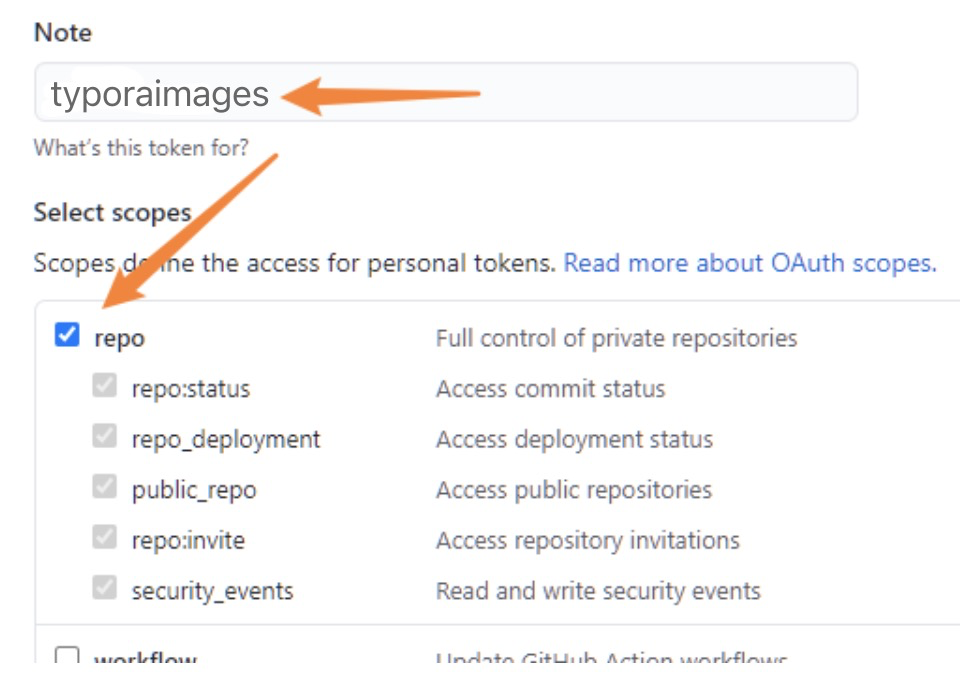 Note
typoraimages
What's this token for?
Select scopes
Scopes define the access for personal tokens. Read more about OAuth scopes.
repo Full control of private repositories
repo:status Access commit status
repo_deployment Access deployment status
public_repo Access public repositories
repo:invite Access repository invitations
security_events Read and write security events
workflow Update GitHub Action workflows